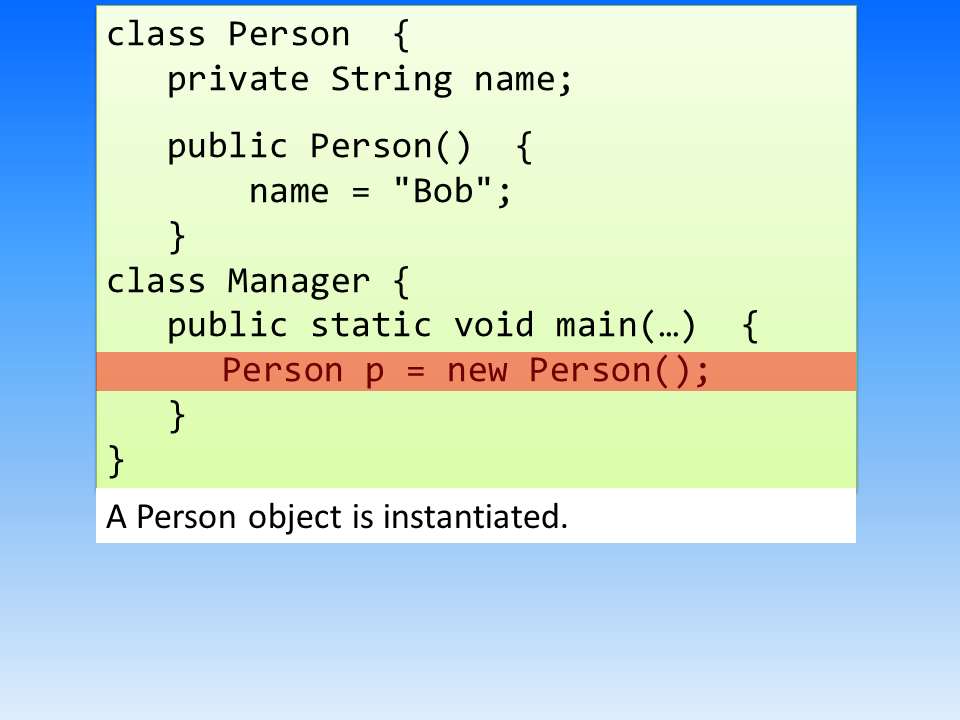 class Person  {
   private String name;
   public Person()  {
       name = "Bob";
   }
class Manager {
   public static void main(…)  {
      Person p = new Person();
   }
}
A Person object is instantiated.